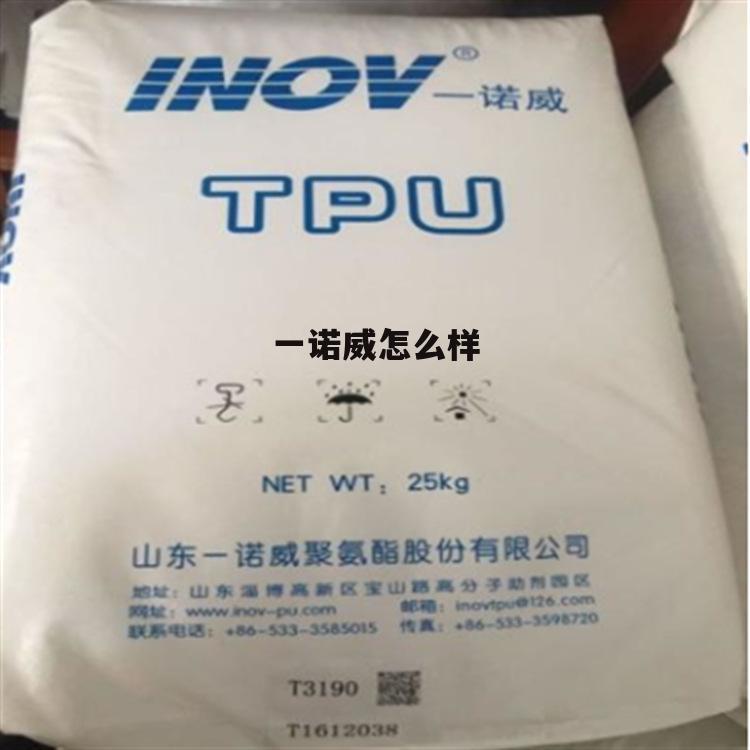 INOV®一诺威
TPU
INOV
一诺威怎么样
NET WT: 25kg
山东一诺威聚氨酯股份有限公司
地址: 山东淄博高新区宝山路高分子助剂园区
网址: www.inov-pu.com 邮箱: inovtpu@126.com
联系电话: +86-533-3585015 传真: +86-533-3598720
T3190
T1612038